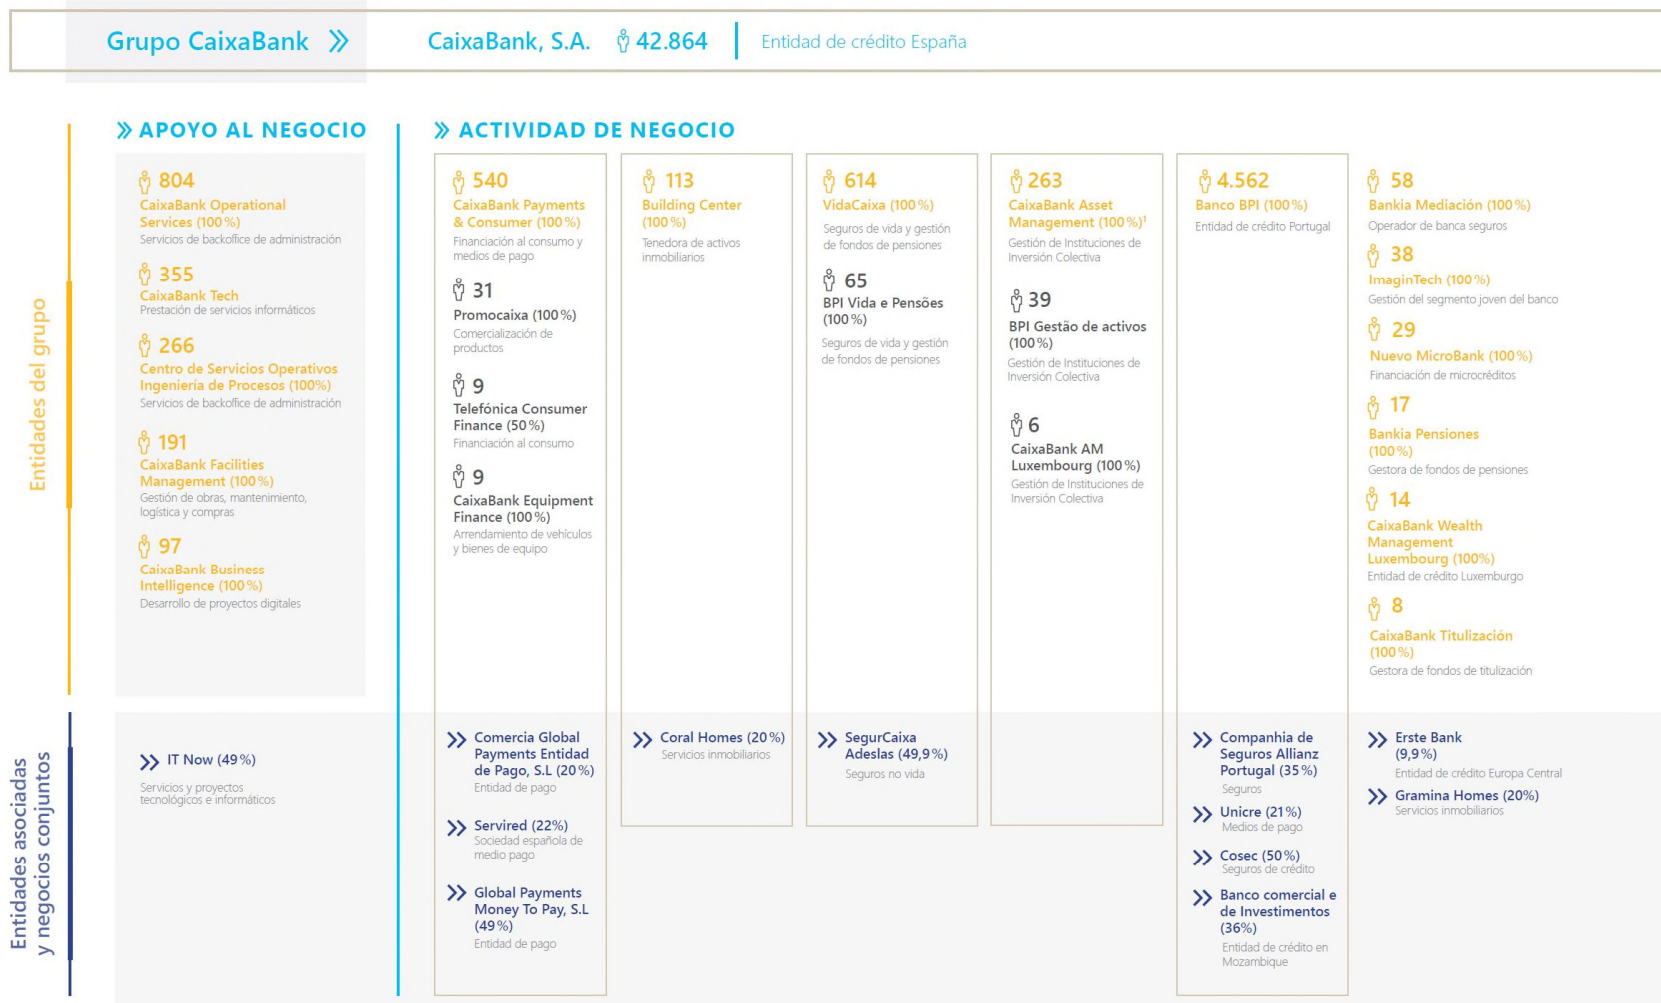 Grupo CaixaBank
CaixaBank, S.A. 42.864
Entidad de crédito España
Entidades del grupo
APOYO AL NEGOCIO
804
CaixaBank Operational
Services (100%)
Servicios de backoffice de administración
355
CaixaBank Tech
Prestación de servicios informáticos
266
Centro de Servicios Operativos
Ingeniería de Procesos (100%)
Servicios de backoffice de administración
191
CaixaBank Facilities
Management (100%)
Gestión de obras, mantenimiento,
logística y compras
97
CaixaBank Business
Intelligence (100%)
Desarrollo de proyectos digitales
ACTIVIDAD DE NEGOCIO
540
CaixaBank Payments
& Consumer (100%)
Financiación al consumo y
medios de pago
31
Promocaixa (100%)
Comercialización de
productos
9
Telefónica Consumer
Finance (50%)
Financiación al consumo
9
CaixaBank Equipment
Finance (100%)
Arrendamiento de vehículos
y bienes de equipo
113
Building Center
(100%)
Tenedora de activos
inmobiliarios
614
VidaCaixa (100%)
Seguros de vida y gestión
de fondos de pensiones
65
BPI Vida e Pensões
(100%)
Seguros de vida y gestión
de fondos de pensiones
263
CaixaBank Asset
Management (100%)¹
Gestión de Instituciones de
Inversión Colectiva
39
BPI Gestão de activos
(100%)
Gestión de Instituciones de
Inversión Colectiva
6
CaixaBank AM
Luxembourg (100%)
Gestión de Instituciones de
Inversión Colectiva
4.562
Banco BPI (100%)
Entidad de crédito Portugal
58
Bankia Mediación (100%)
Operador de banca seguros
38
ImaginTech (100%)
Gestión del segmento joven del banco
29
Nuevo MicroBank (100%)
Financiación de microcréditos
17
Bankia Pensiones
(100%)
Gestora de fondos de pensiones
14
CaixaBank Wealth
Management
Luxembourg (100%)
Entidad de crédito Luxemburgo
8
CaixaBank Titulización
(100%)
Gestora de fondos de titulización
Entidades asociadas
y negocios conjuntos
IT Now (49%)
Servicios y proyectos
tecnológicos e informáticos
Comercia Global
Payments Entidad
de Pago, S.L (20%)
Entidad de pago
Servired (22%)
Sociedad española de
medio pago
Global Payments
Money To Pay, S.L
(49%)
Entidad de pago
Coral Homes (20%)
Servicios inmobiliarios
SegurCaixa
Adeslas (49,9%)
Seguros no vida
Companhia de
Seguros Allianz
Portugal (35%)
Seguros
Unicre (21%)
Medios de pago
Cosec (50%)
Seguros de crédito
Banco comercial e
de Investimentos
(36%)
Entidad de crédito en
Mozambique
Erste Bank
(9,9%)
Entidad de crédito Europa Central
Gramina Homes (20%)
Servicios inmobiliarios